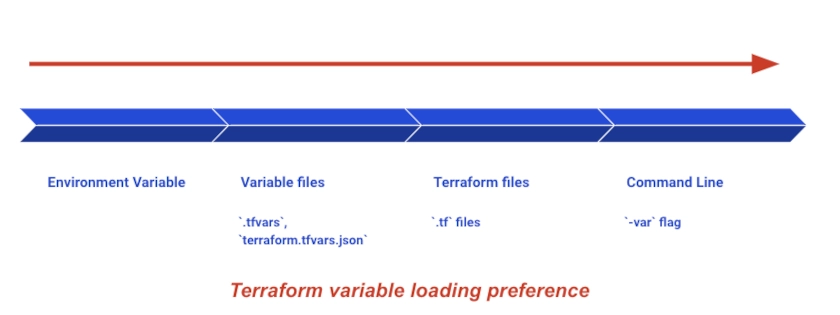 Environment Variable
Variable files
Terraform files
Command Line
`.tfvars`,
`terraform.tfvars.json`
`.tf` files
`-var` flag
Terraform variable loading preference